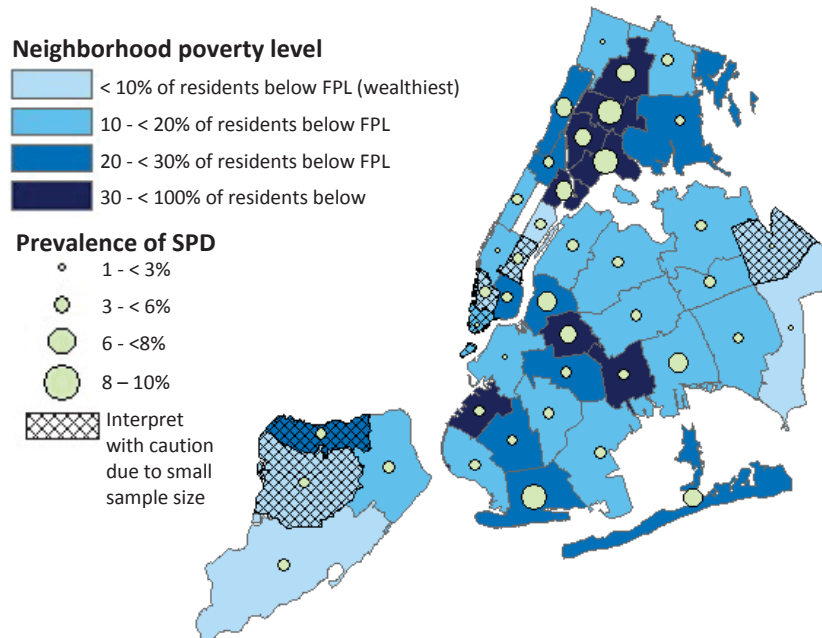 Neighborhood poverty level
< 10% of residents below FPL (wealthiest)
10 - < 20% of residents below FPL
20 - < 30% of residents below FPL
30 - < 100% of residents below
Prevalence of SPD
1 - < 3%
3 - < 6%
6 - <8%
8 – 10%
Interpret
with caution
due to small
sample size